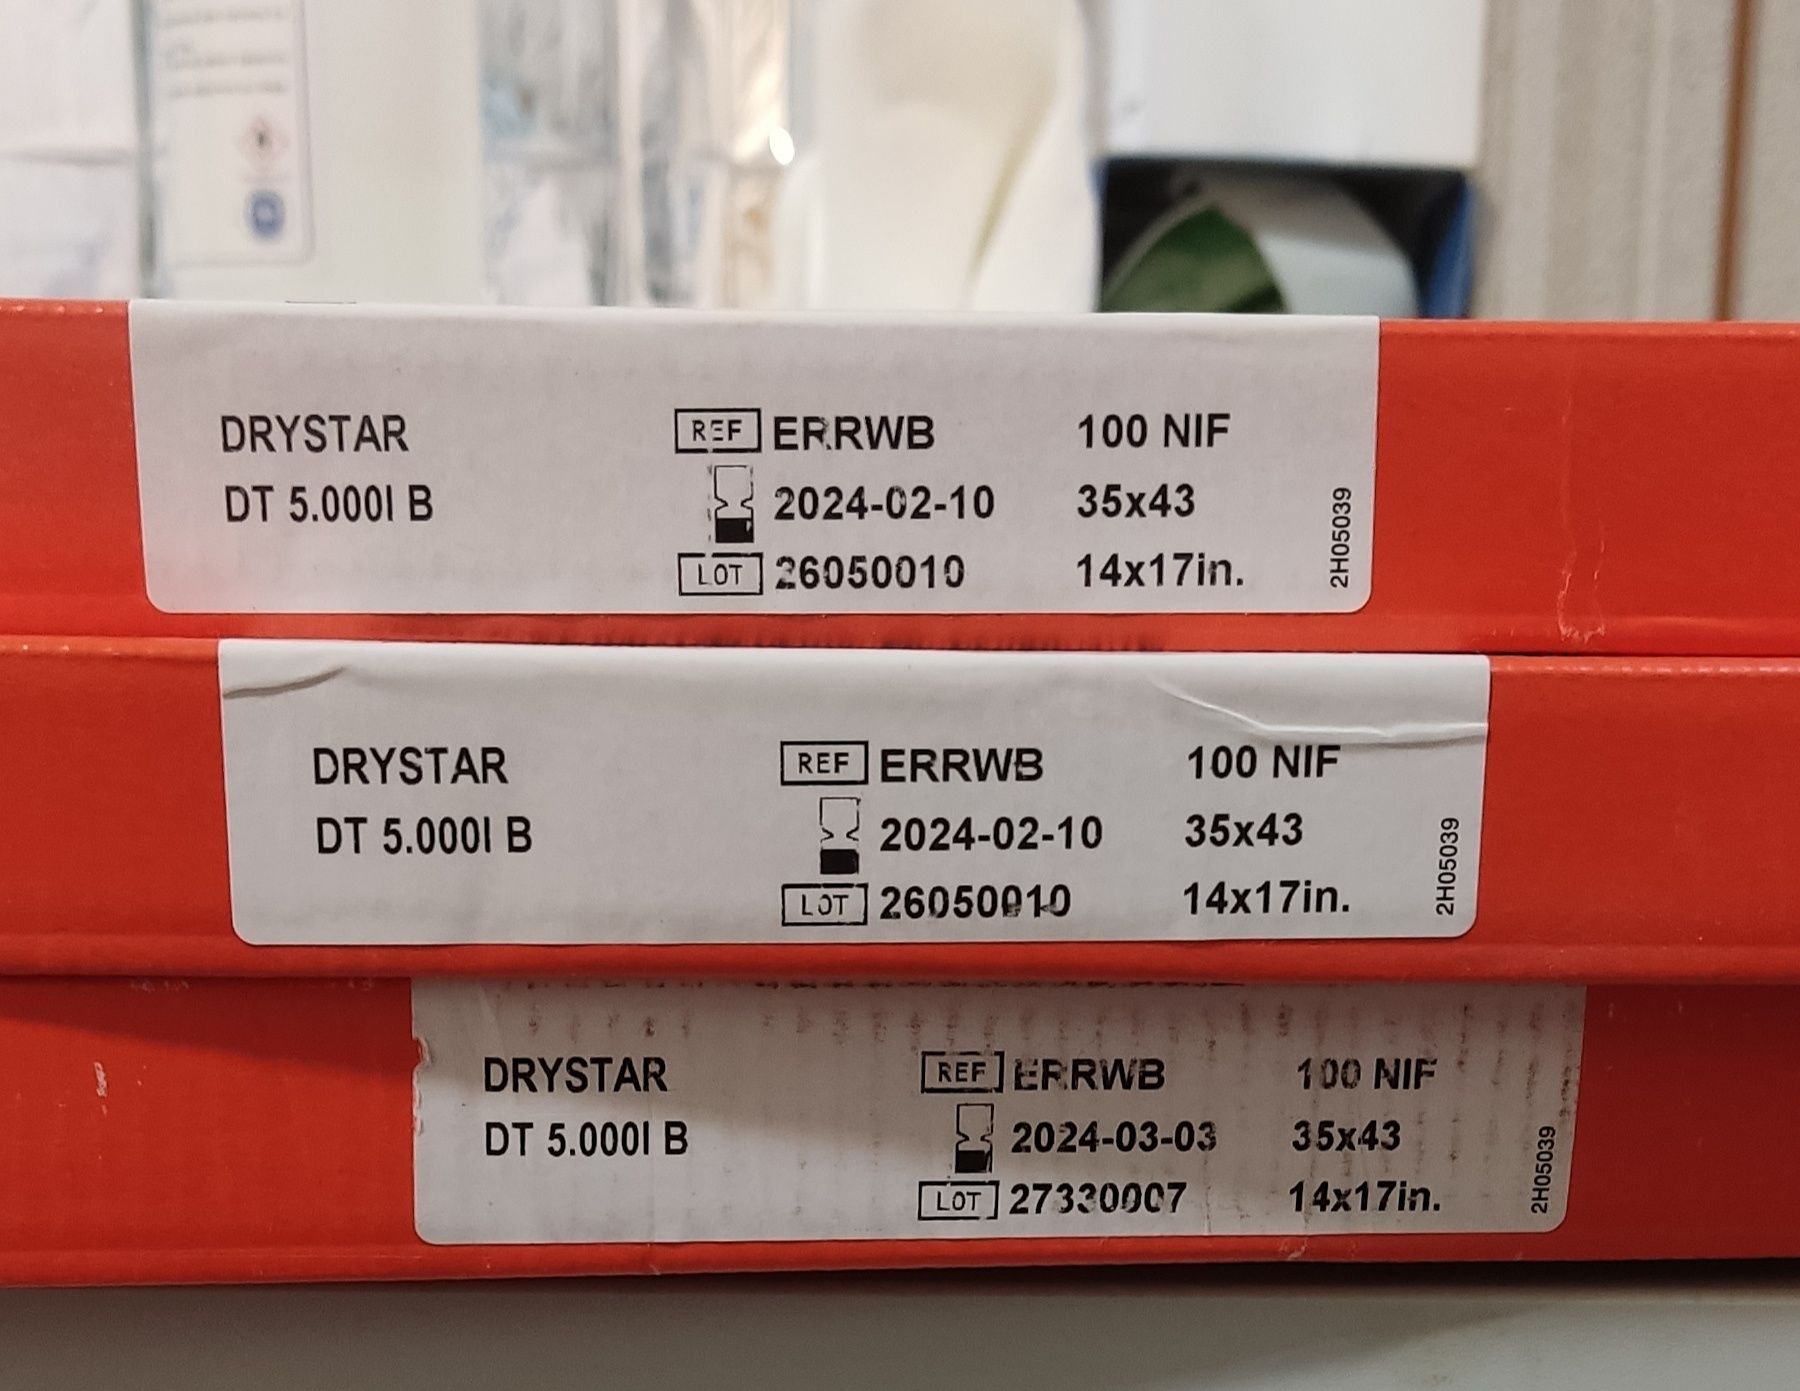 DRYSTAR REF ERRWB 100 NIF
DT 5.000I B 2024-02-10 35x43
LOT 26050010 14x17in.
2H05039
DRYSTAR REF ERRWB 100 NIF
DT 5.000I B 2024-02-10 35x43
LOT 26050010 14x17in.
2H05039
DRYSTAR REF ERRWB 100 NIF
DT 5.000I B 2024-03-03 35x43
LOT 27330007 14x17in.
2H05039